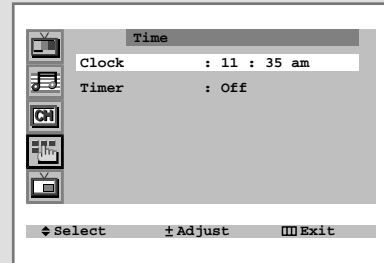 Time
Clock : 11 : 35 am
Timer : Off
CH
Select ± Adjust Exit